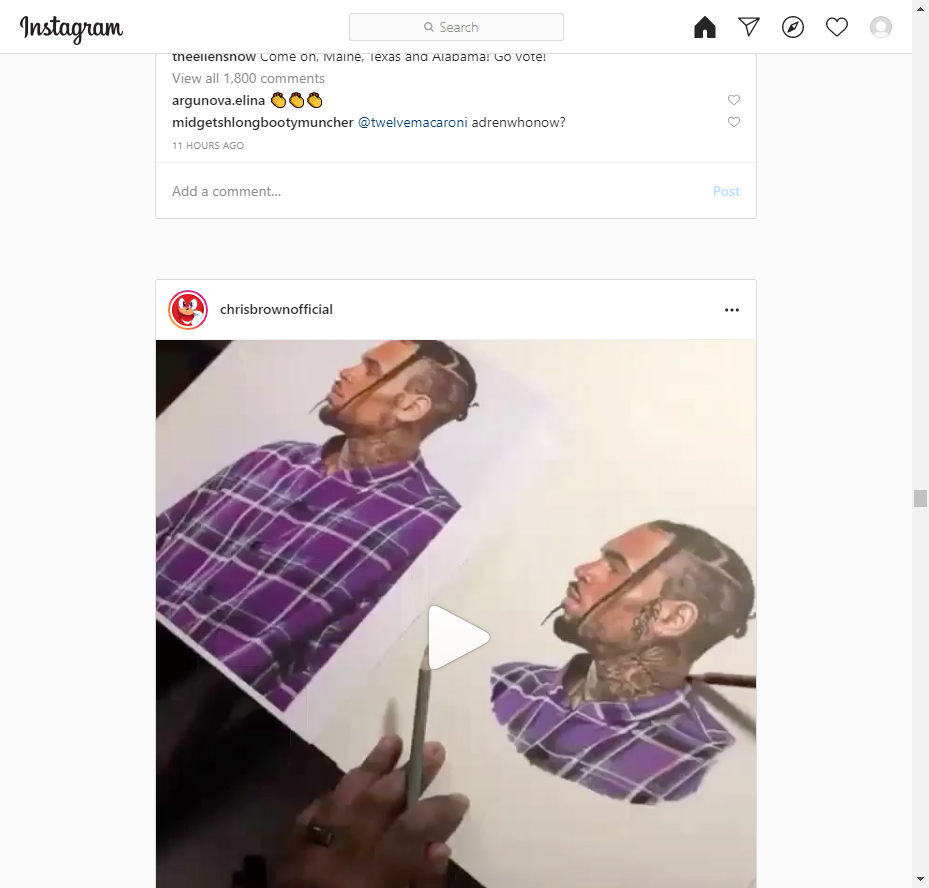 Instagram
Search
theellenshow Come on, Maine, Texas and Alabama! Go vote!
View all 1,800 comments
argunova.elina 👏👏👏
midgetshlongbootymuncher @twelvemacaroni adrenwhonow?
11 HOURS AGO
Add a comment... Post
chrisbrownofficial